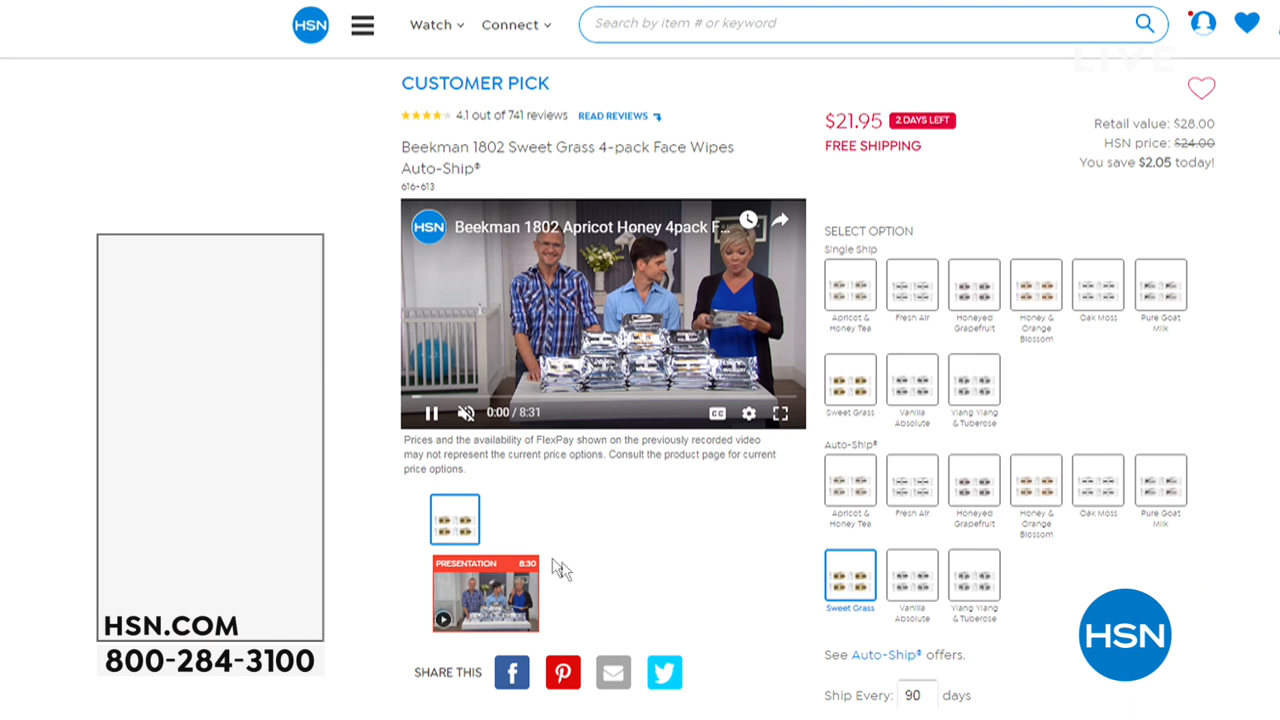 HSN
Watch
Connect
Search by item # or keyword
LIVE
CUSTOMER PICK
4.1 out of 741 reviews READ REVIEWS
Beekman 1802 Sweet Grass 4-pack Face Wipes
Auto-Ship®
616-613
HSN
Beekman 1802 Apricot Honey 4pack F...
0:00 / 8:31
CC
Prices and the availability of FlexPay shown on the previously recorded video
may not represent the current price options. Consult the product page for current
price options.
PRESENTATION 8:30
SHARE THIS
$21.95 2 DAYS LEFT
FREE SHIPPING
Retail value: $28.00
HSN price: $24.00
You save $2.05 today!
SELECT OPTION
Single Ship
Apricot &
Honey Tea
Fresh Air
Honeyed
Grapefruit
Honey &
Orange
Blossom
Oak Moss
Pure Goat
Milk
Sweet Grass
Vanilla
Absolute
Ylang Ylang
& Tuberose
Auto-Ship®
Apricot &
Honey Tea
Fresh Air
Honeyed
Grapefruit
Honey &
Orange
Blossom
Oak Moss
Pure Goat
Milk
Sweet Grass
Vanilla
Absolute
Ylang Ylang
& Tuberose
See Auto-Ship® offers.
Ship Every: 90 days
HSN.COM
800-284-3100
HSN